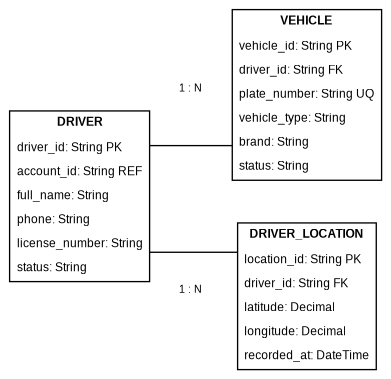 VEHICLE
vehicle_id: String PK
driver_id: String FK
plate_number: String UQ
vehicle_type: String
brand: String
status: String
1 : N
DRIVER
driver_id: String PK
account_id: String REF
full_name: String
phone: String
license_number: String
status: String
DRIVER_LOCATION
location_id: String PK
driver_id: String FK
latitude: Decimal
longitude: Decimal
recorded_at: DateTime
1 : N